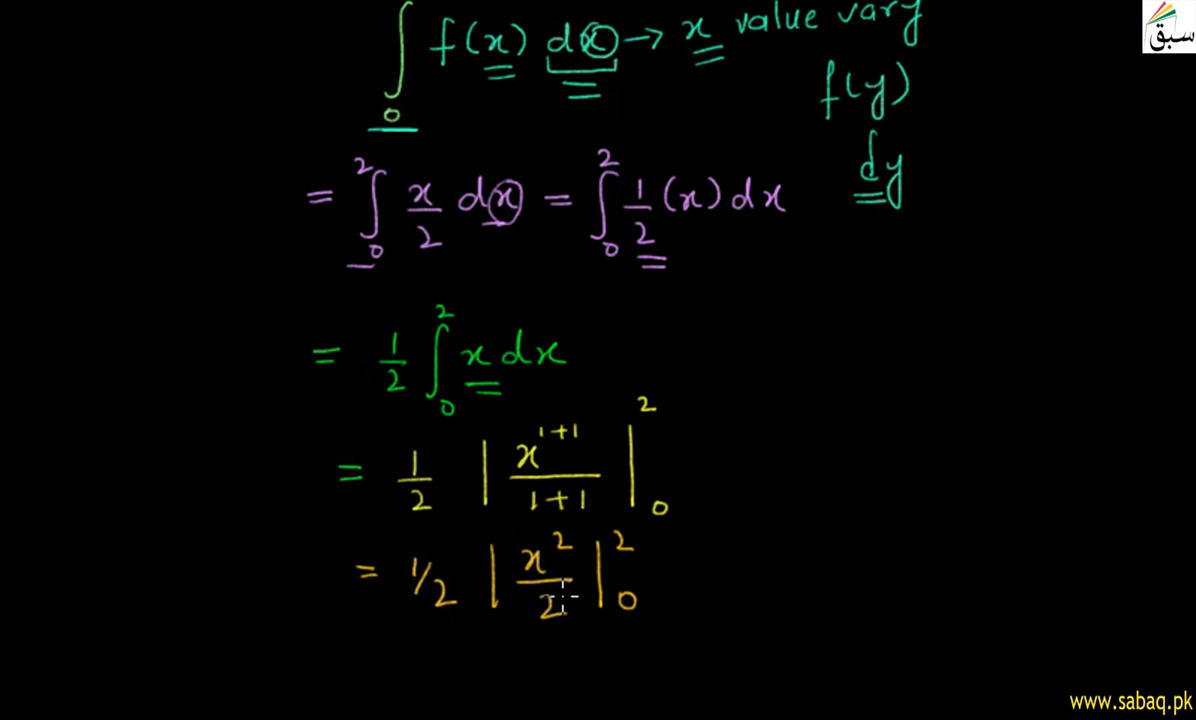 ∫₀ f(x) dx → x value vary
سبق
f(y)
dy
= ∫₀² x/2 dx = ∫₀² 1/2 (x) dx
= 1/2 ∫₀² x dx
= 1/2 | x¹⁺¹/1+1 |₀²
= 1/2 | x²/2 |₀²
www.sabaq.pk